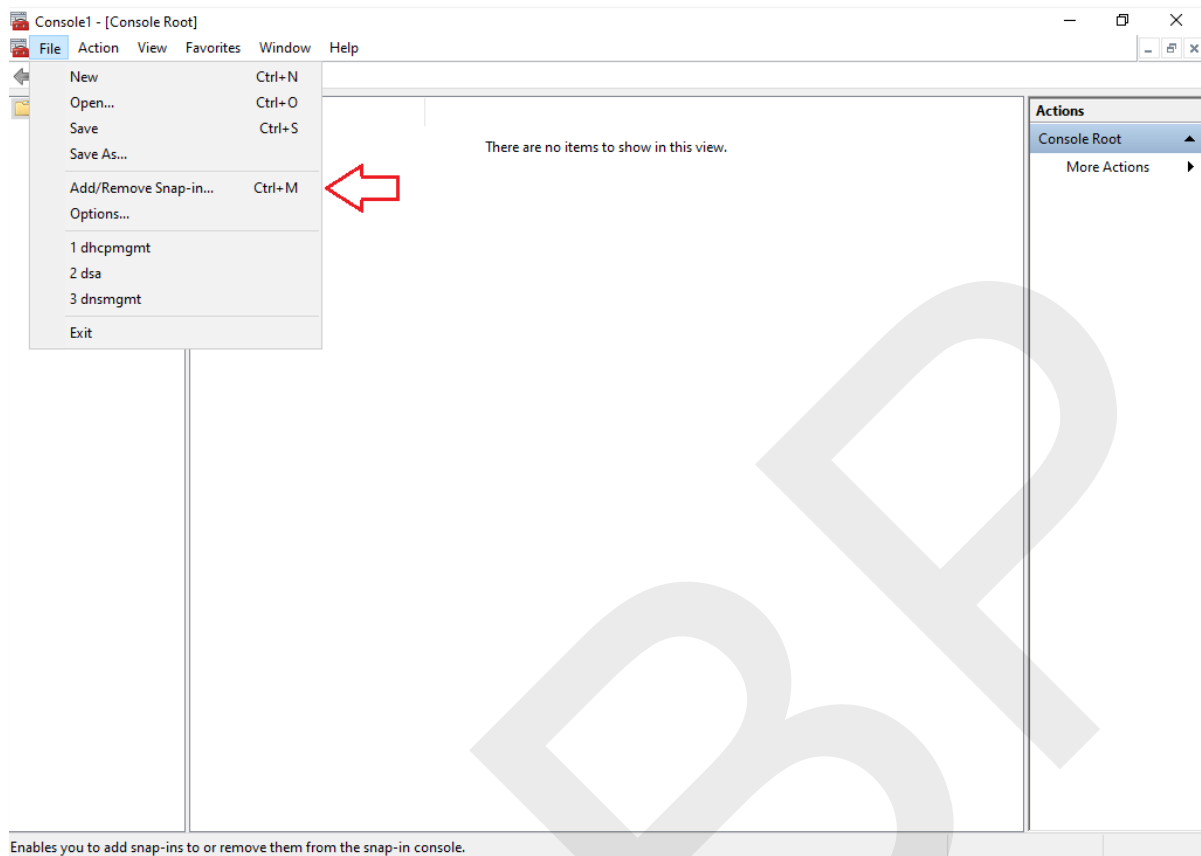 Console1 - [Console Root]
File Action View Favorites Window Help
New Ctrl+N
Open... Ctrl+O
Save Ctrl+S
Save As...
Add/Remove Snap-in... Ctrl+M
Options...
1 dhcpmgmt
2 dsa
3 dnsmgmt
Exit
There are no items to show in this view.
Actions
Console Root
More Actions
BP
Enables you to add snap-ins to or remove them from the snap-in console.